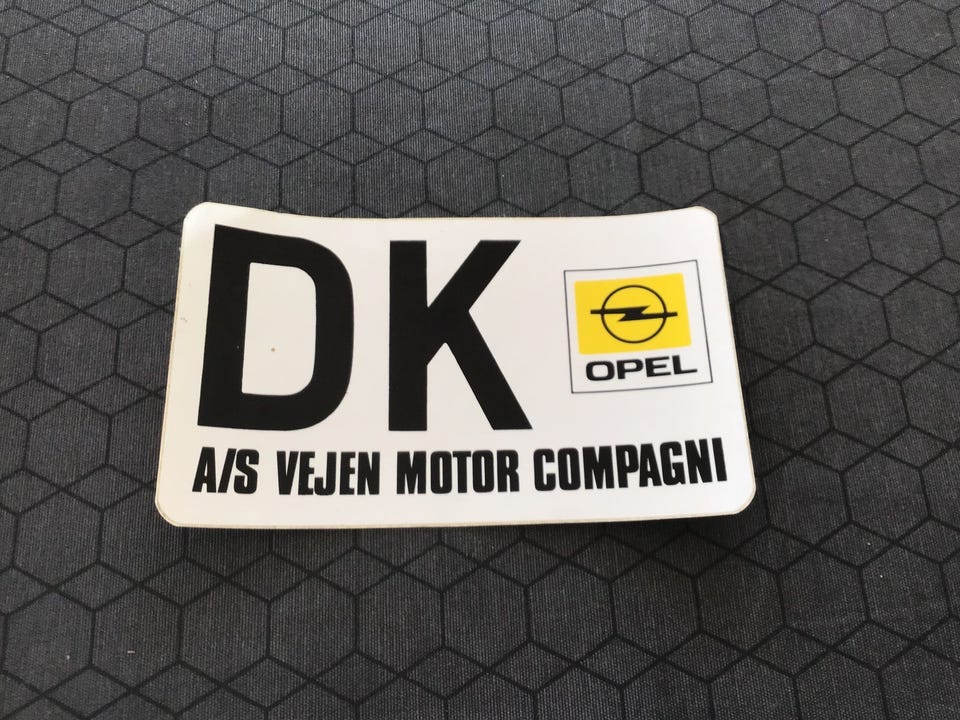 DK
OPEL
A/S VEJEN MOTOR COMPAGNI